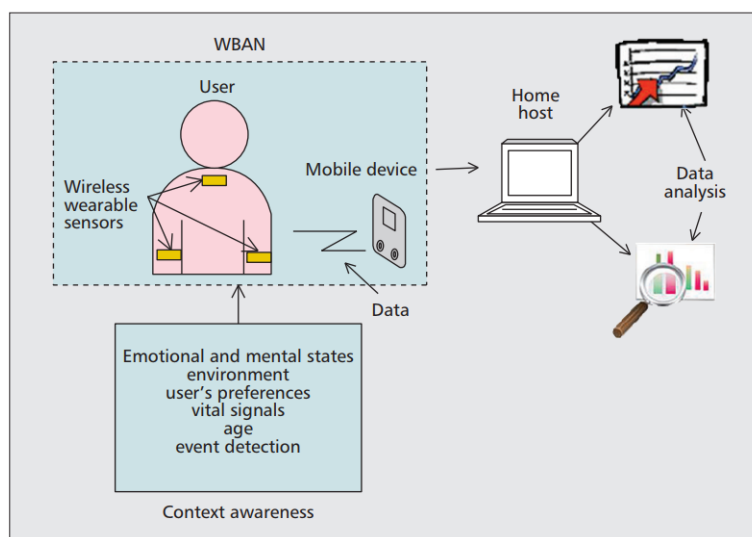 WBAN
User
Wireless
wearable
sensors
Mobile device
Data
Home
host
Data
analysis
Emotional and mental states
environment
user's preferences
vital signals
age
event detection
Context awareness